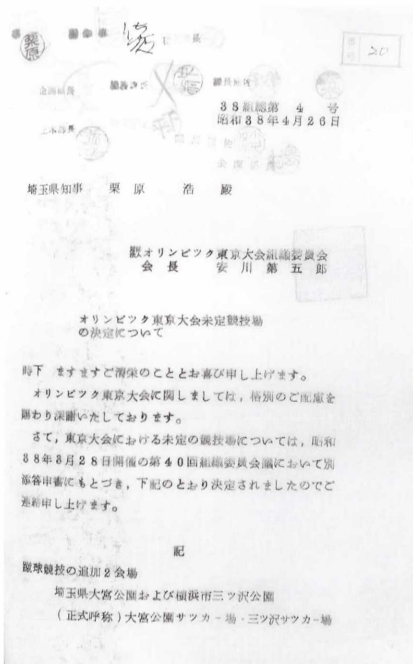 栗原
20
38組総第4号
昭和38年4月26日
埼玉県知事 栗原 浩 殿
オリンピック東京大会組織委員会
会長 安川第五郎
オリンピック東京大会未定競技場
の決定について
時下 ますますご清栄のこととお喜び申し上げます。
オリンピック東京大会に関しましては,格別のご配慮を
賜わり深謝いたしております。
さて,東京大会における未定の競技場については,昭和
38年3月28日開催の第40回組織委員会議において別
添答申書にもとづき,下記のとおり決定されましたのでご
連絡申し上げます。
記
蹴球競技の追加2会場
埼玉県大宮公園および横浜市三ツ沢公園
(正式呼称)大宮公園サッカー場・三ツ沢サッカー場